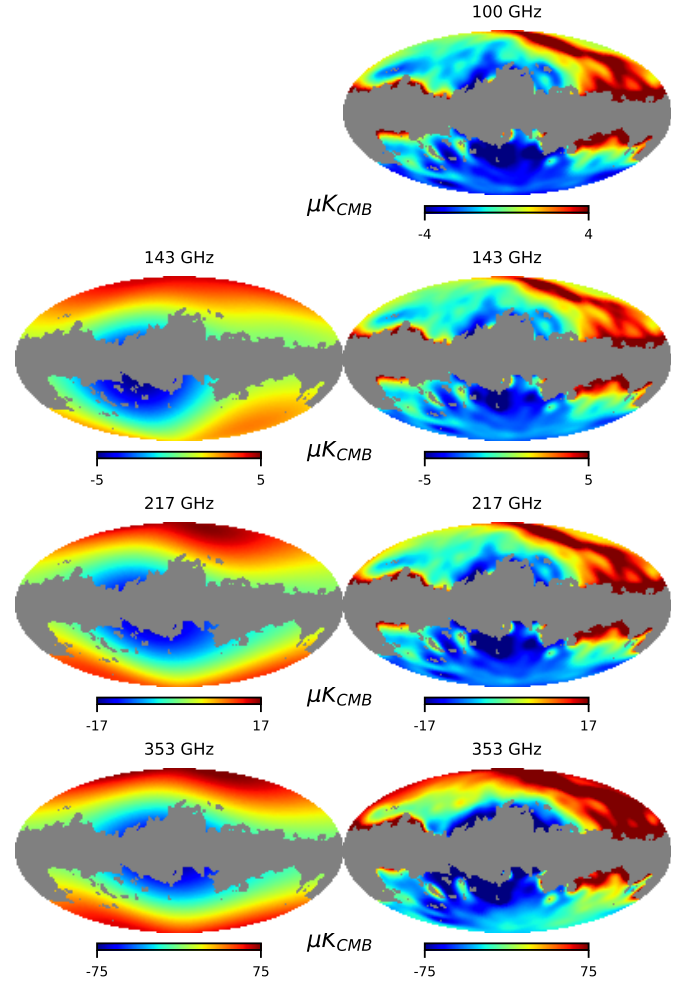 100 GHz
μK_CMB
-4 4
143 GHz 143 GHz
-5 5 μK_CMB -5 5
217 GHz 217 GHz
-17 17 μK_CMB -17 17
353 GHz 353 GHz
-75 75 μK_CMB -75 75